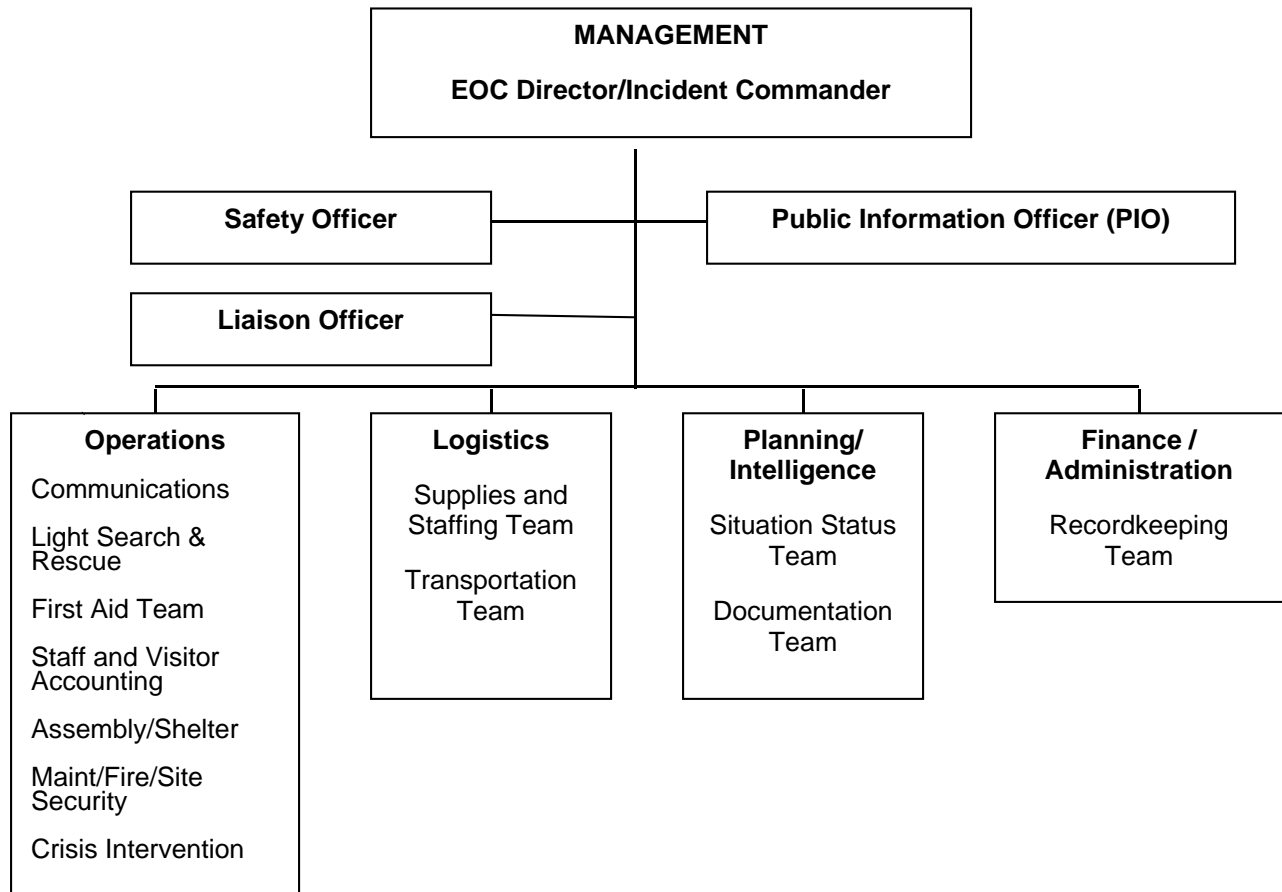 MANAGEMENT
EOC Director/Incident Commander
Safety Officer
Public Information Officer (PIO)
Liaison Officer
Operations
Communications
Light Search &
Rescue
First Aid Team
Staff and Visitor
Accounting
Assembly/Shelter
Maint/Fire/Site
Security
Crisis Intervention
Logistics
Supplies and
Staffing Team
Transportation
Team
Planning/
Intelligence
Situation Status
Team
Documentation
Team
Finance /
Administration
Recordkeeping
Team